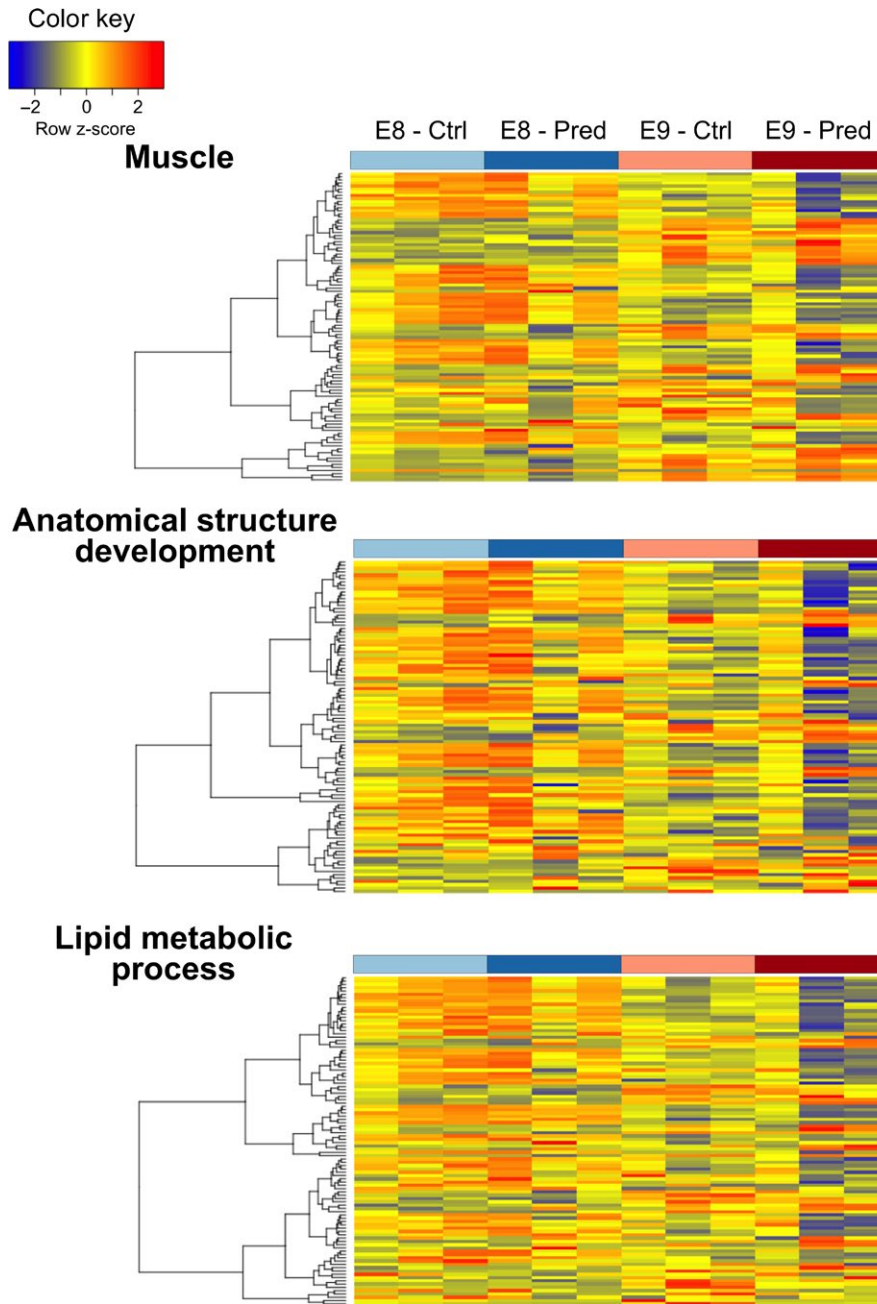 Color key
−2 0 2
Row z-score
E8 - Ctrl E8 - Pred E9 - Ctrl E9 - Pred
Muscle
Anatomical structure
development
Lipid metabolic
process